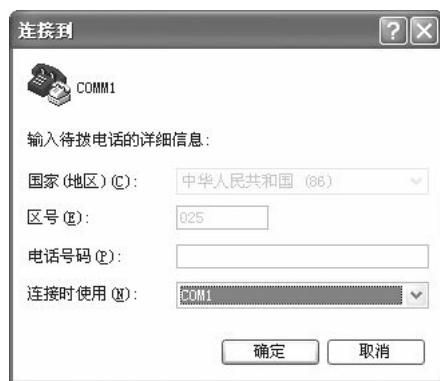 连接到
COMM1
输入待拨电话的详细信息:
国家(地区)(C): 中华人民共和国 (86)
区号(E): 025
电话号码(P):
连接时使用(N): COM1
确定 取消